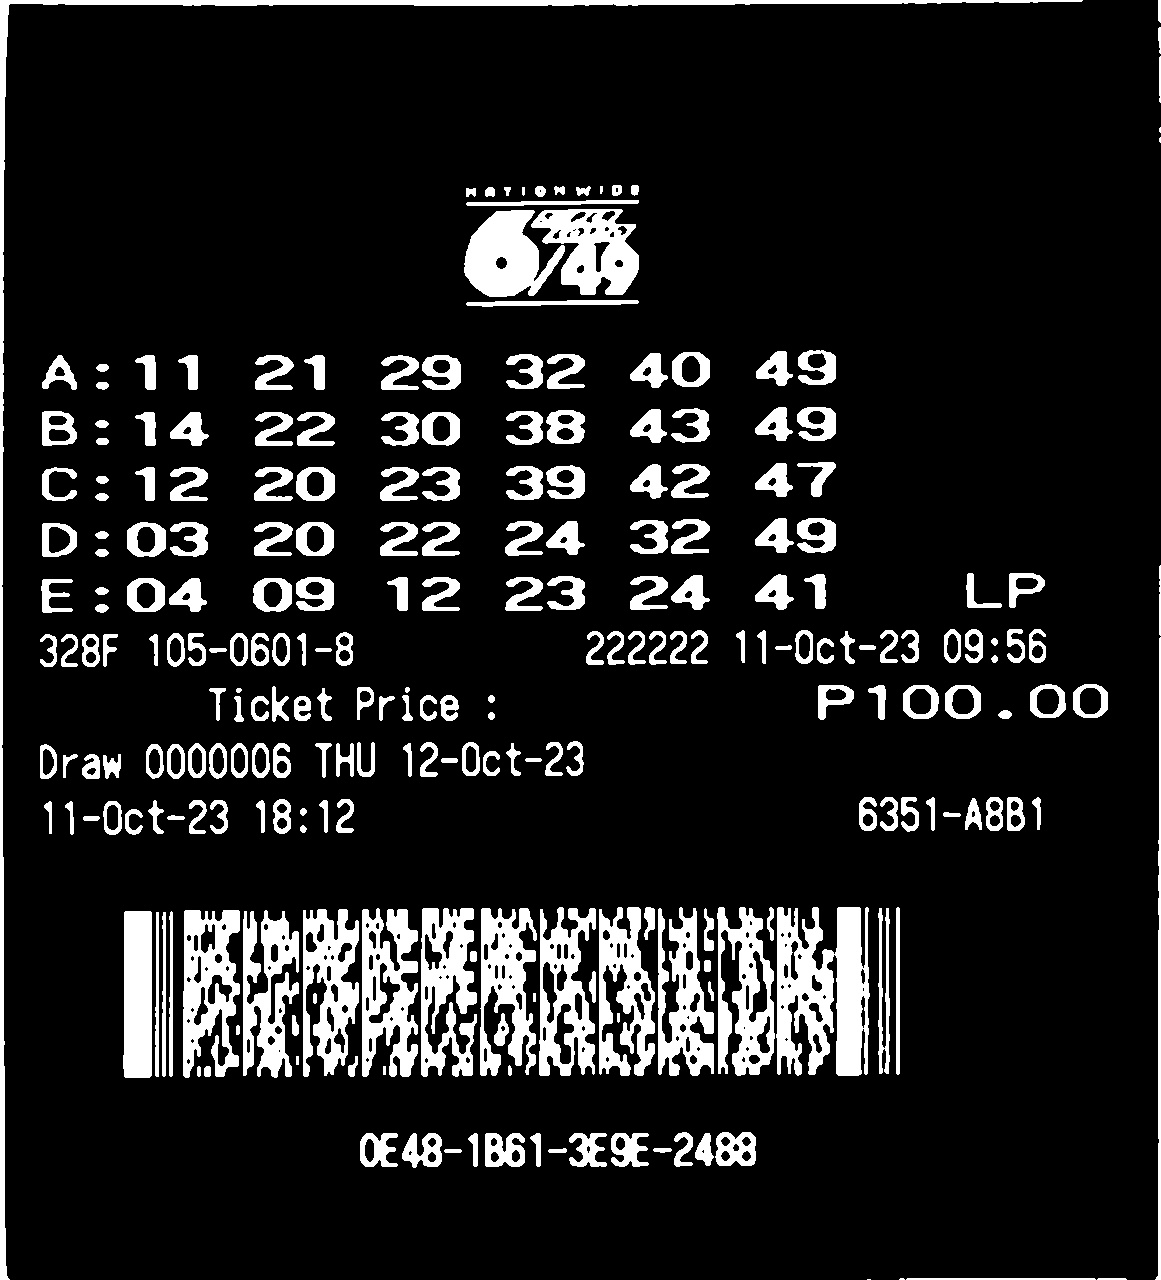 NATIONWIDE
6/49
A: 11 21 29 32 40 49
B: 14 22 30 38 43 49
C: 12 20 23 39 42 47
D: 03 20 22 24 32 49
E: 04 09 12 23 24 41 LP
328F 105-0601-8 222222 11-Oct-23 09:56
Ticket Price : P100.00
Draw 0000006 THU 12-Oct-23
11-Oct-23 18:12 6351-A8B1
0E48-1B61-3E9E-2488